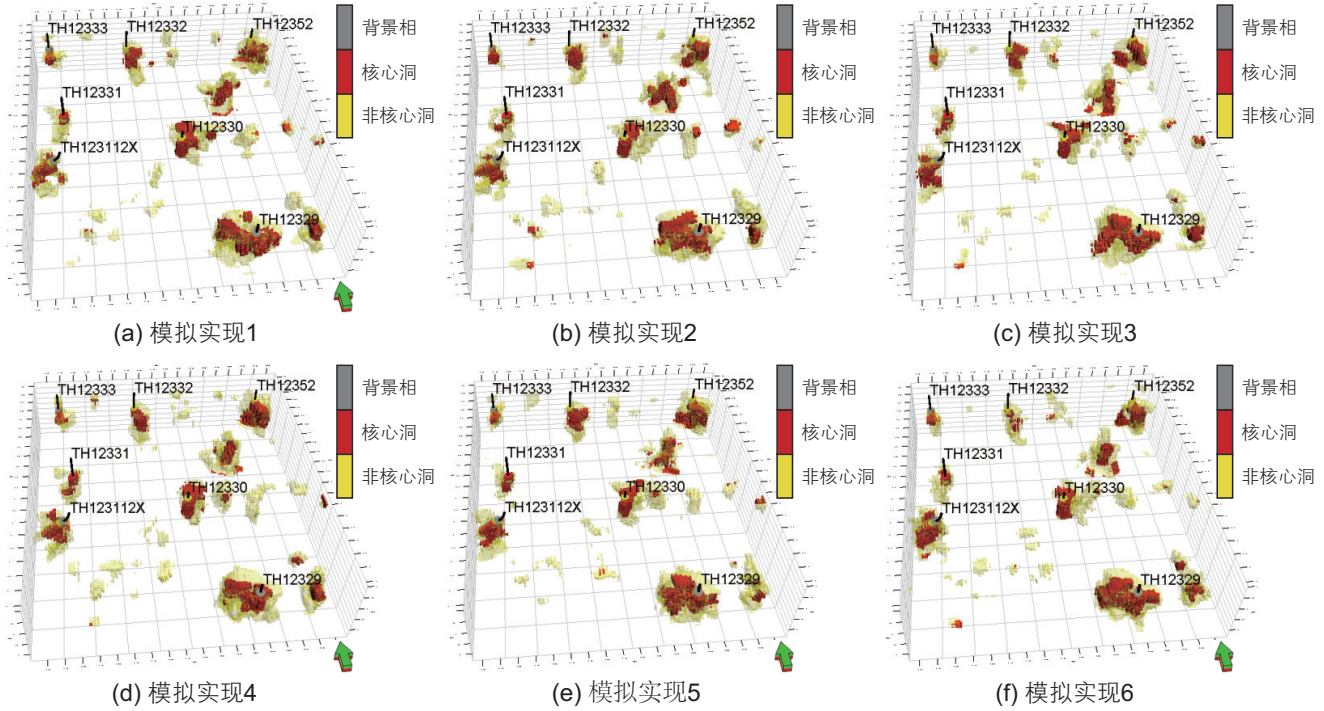 TH12333
TH12332
TH12352
背景相
核心洞
非核心洞
TH12331
TH12330
TH123112X
TH12329
(a) 模拟实现1
TH12333
TH12332
TH12352
背景相
核心洞
非核心洞
TH12331
TH12330
TH123112X
TH12329
(b) 模拟实现2
TH12333
TH12332
TH12352
背景相
核心洞
非核心洞
TH12331
TH12330
TH123112X
TH12329
(c) 模拟实现3
TH12333
TH12332
TH12352
背景相
核心洞
非核心洞
TH12331
TH12330
TH123112X
TH12329
(d) 模拟实现4
TH12333
TH12332
TH12352
背景相
核心洞
非核心洞
TH12331
TH12330
TH123112X
TH12329
(e) 模拟实现5
TH12333
TH12332
TH12352
背景相
核心洞
非核心洞
TH12331
TH12330
TH123112X
TH12329
(f) 模拟实现6